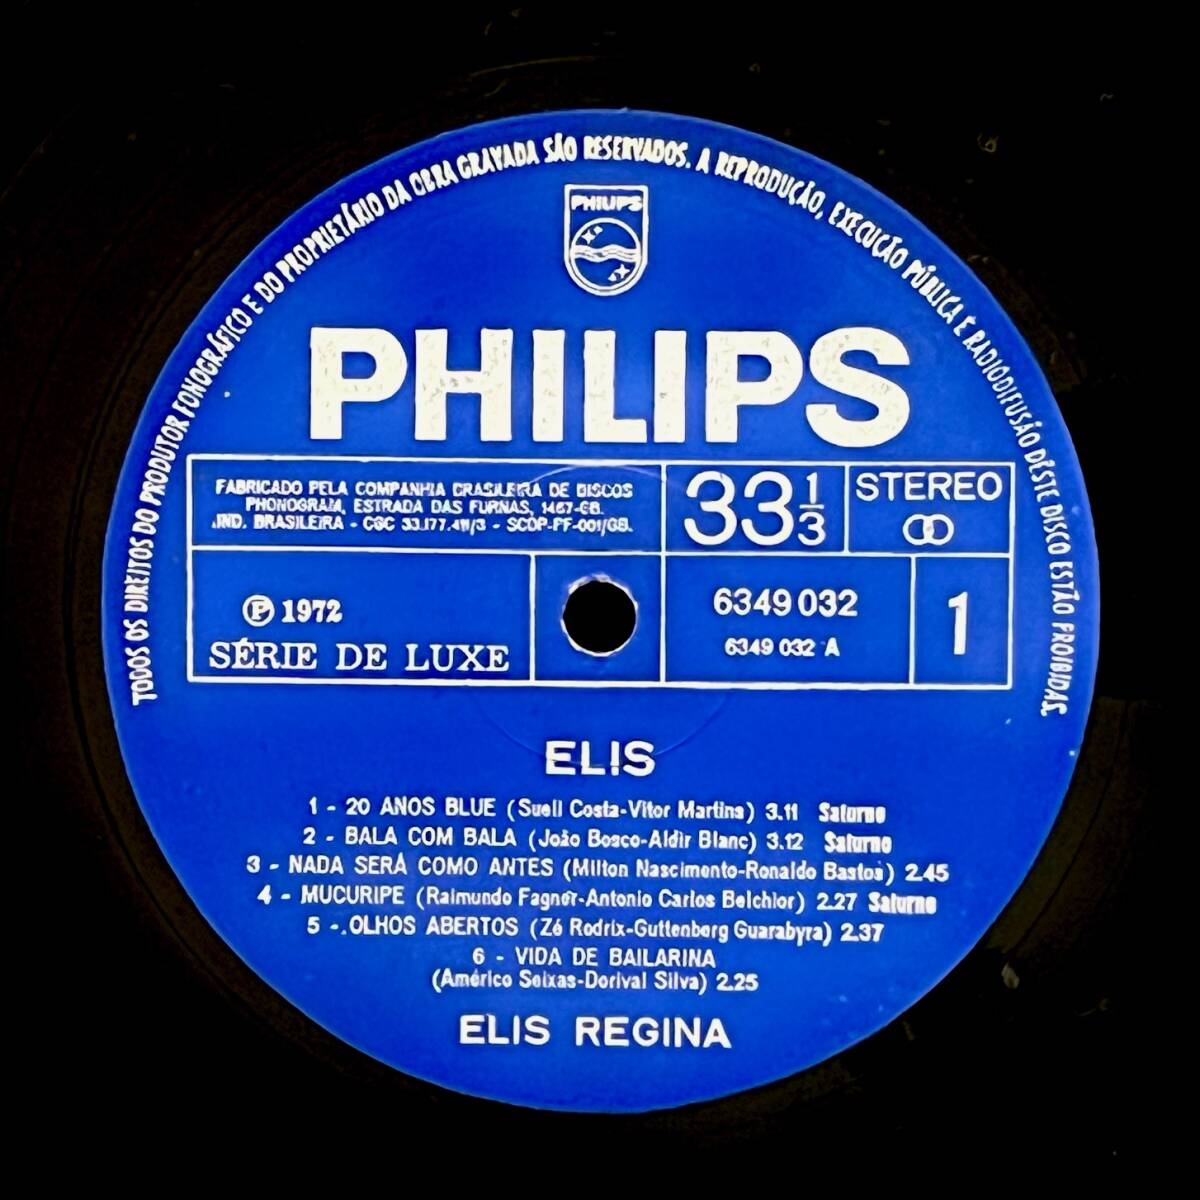 TODOS OS DIREITOS DO PRODUTOR FONOGRÁFICO E DO PROPRIETÁRIO DA OBRA GRAVADA SÃO RESERVADOS. A REPRODUÇÃO, EXECUÇÃO PÚBLICA E RADIODIFUSÃO DÊSTE DISCO ESTÃO PROIBIDAS.
PHILIPS
PHILIPS
FABRICADO PELA COMPANHIA BRASILEIRA DE DISCOS
PHONOGRAM, ESTRADA DAS FURNAS, 1467-GB.
IND. BRASILEIRA - CGC 33.177.411/3 - SCDP-PF-001/GB.
33 1/3
STEREO
℗ 1972
SÉRIE DE LUXE
6349 032
6349 032 A
1
ELIS
1 - 20 ANOS BLUE (Sueli Costa-Vitor Martins) 3.11 Saturno
2 - BALA COM BALA (João Bosco-Aldir Blanc) 3.12 Saturno
3 - NADA SERÁ COMO ANTES (Milton Nascimento-Ronaldo Bastos) 2.45
4 - MUCURIPE (Raimundo Fagner-Antonio Carlos Belchior) 2.27 Saturno
5 - OLHOS ABERTOS (Zé Rodrix-Guttenberg Guarabyra) 2.37
6 - VIDA DE BAILARINA
(Américo Seixas-Dorival Silva) 2.25
ELIS REGINA